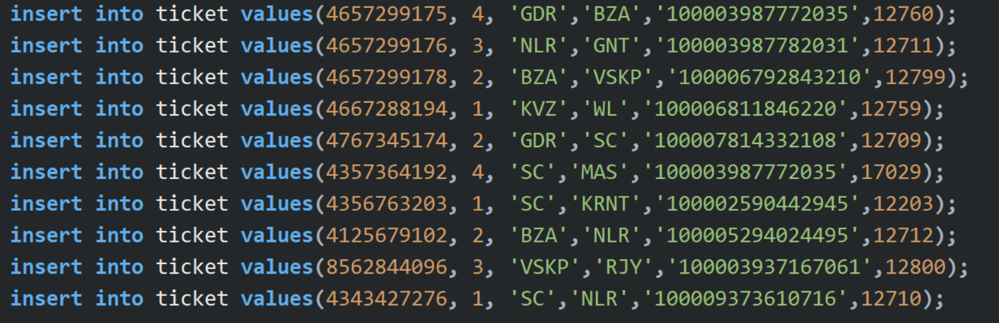 insert into ticket values(4657299175, 4, 'GDR','BZA','100003987772035',12760);
insert into ticket values(4657299176, 3, 'NLR','GNT','100003987782031',12711);
insert into ticket values(4657299178, 2, 'BZA','VSKP','100006792843210',12799);
insert into ticket values(4667288194, 1, 'KVZ','WL','100006811846220',12759);
insert into ticket values(4767345174, 2, 'GDR','SC','100007814332108',12709);
insert into ticket values(4357364192, 4, 'SC','MAS','100003987772035',17029);
insert into ticket values(4356763203, 1, 'SC','KRNT','100002590442945',12203);
insert into ticket values(4125679102, 2, 'BZA','NLR','100005294024495',12712);
insert into ticket values(8562844096, 3, 'VSKP','RJY','100003937167061',12800);
insert into ticket values(4343427276, 1, 'SC','NLR','100009373610716',12710);